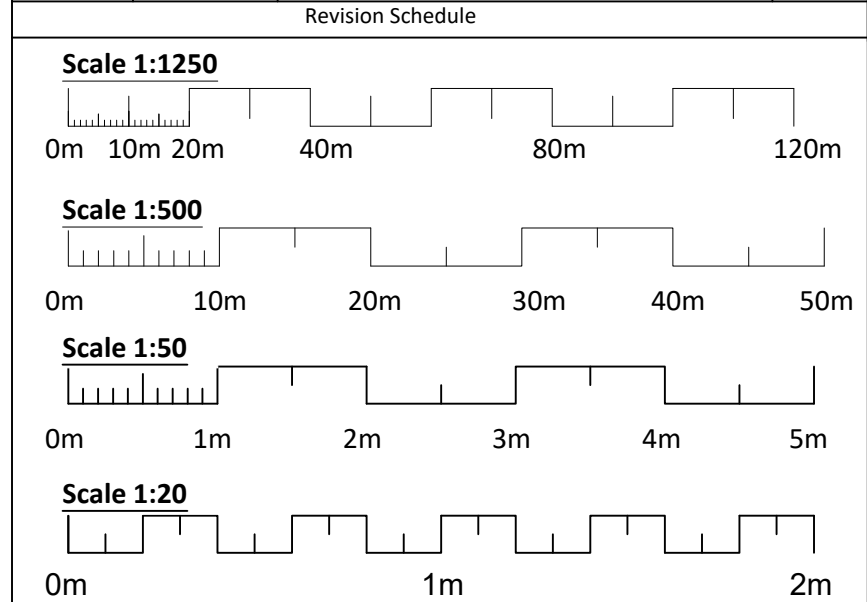 Revision Schedule
Scale 1:1250
0m 10m 20m 40m 80m 120m
Scale 1:500
0m 10m 20m 30m 40m 50m
Scale 1:50
0m 1m 2m 3m 4m 5m
Scale 1:20
0m 1m 2m